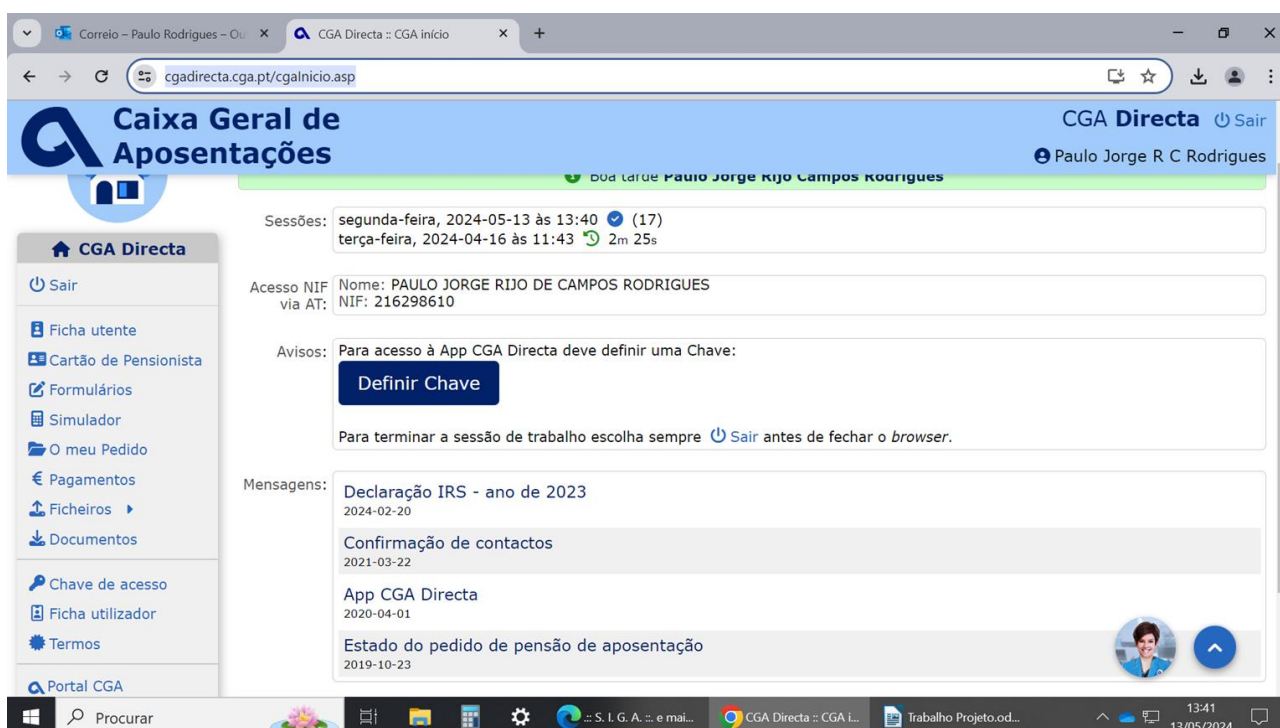 Correio – Paulo Rodrigues – Ou
CGA Directa :: CGA início
cgadirecta.cga.pt/cgaInicio.asp
Caixa Geral de
Aposentações
CGA Directa Sair
Paulo Jorge R C Rodrigues
Boa tarde Paulo Jorge Rijo Campos Rodrigues
CGA Directa
Sair
Ficha utente
Cartão de Pensionista
Formulários
Simulador
O meu Pedido
€ Pagamentos
Ficheiros
Documentos
Chave de acesso
Ficha utilizador
Termos
Portal CGA
Sessões: segunda-feira, 2024-05-13 às 13:40 (17)
terça-feira, 2024-04-16 às 11:43 2m 25s
Acesso NIF Nome: PAULO JORGE RIJO DE CAMPOS RODRIGUES
via AT: NIF: 216298610
Avisos: Para acesso à App CGA Directa deve definir uma Chave:
Definir Chave
Para terminar a sessão de trabalho escolha sempre Sair antes de fechar o browser.
Mensagens: Declaração IRS - ano de 2023
2024-02-20
Confirmação de contactos
2021-03-22
App CGA Directa
2020-04-01
Estado do pedido de pensão de aposentação
2019-10-23
Procurar
.:: S. I. G. A. ::. e mai...
CGA Directa :: CGA i...
Trabalho Projeto.od...
13:41
13/05/2024